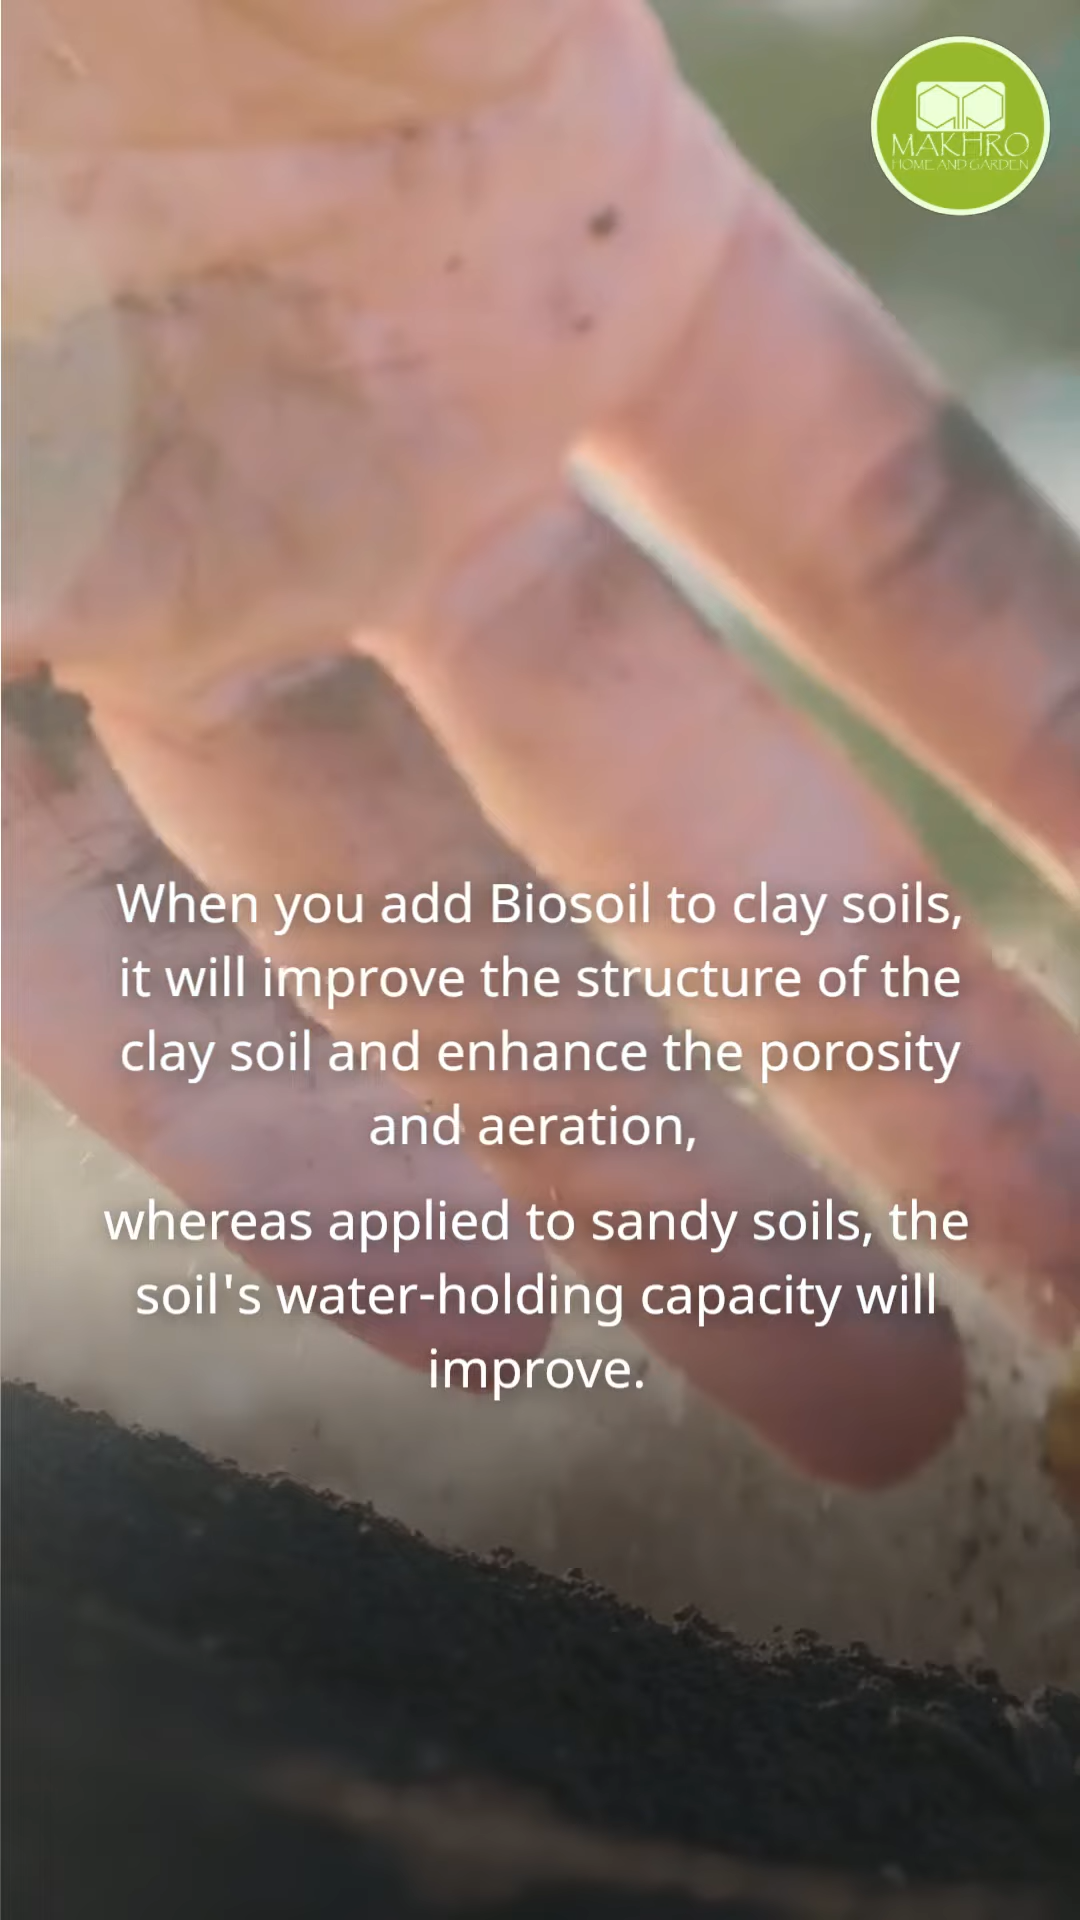 MAKHRO
HOME AND GARDEN
When you add Biosoil to clay soils,
it will improve the structure of the
clay soil and enhance the porosity
and aeration,
whereas applied to sandy soils, the
soil's water-holding capacity will
improve.